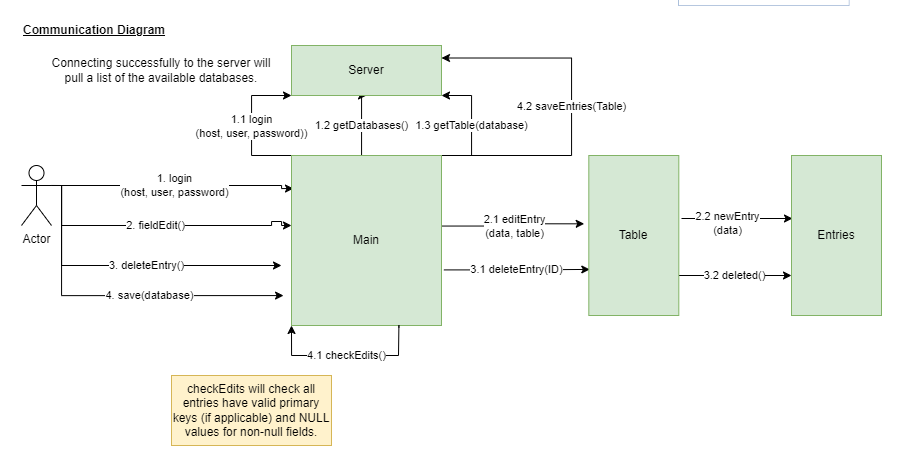 Communication Diagram
Connecting successfully to the server will
pull a list of the available databases.
Server
4.2 saveEntries(Table)
1.1 login
(host, user, password))
1.2 getDatabases()
1.3 getTable(database)
1. login
(host, user, password)
2. fieldEdit()
Actor
3. deleteEntry()
4. save(database)
Main
2.1 editEntry
(data, table)
3.1 deleteEntry(ID)
Table
2.2 newEntry
(data)
3.2 deleted()
Entries
4.1 checkEdits()
checkEdits will check all
entries have valid primary
keys (if applicable) and NULL
values for non-null fields.